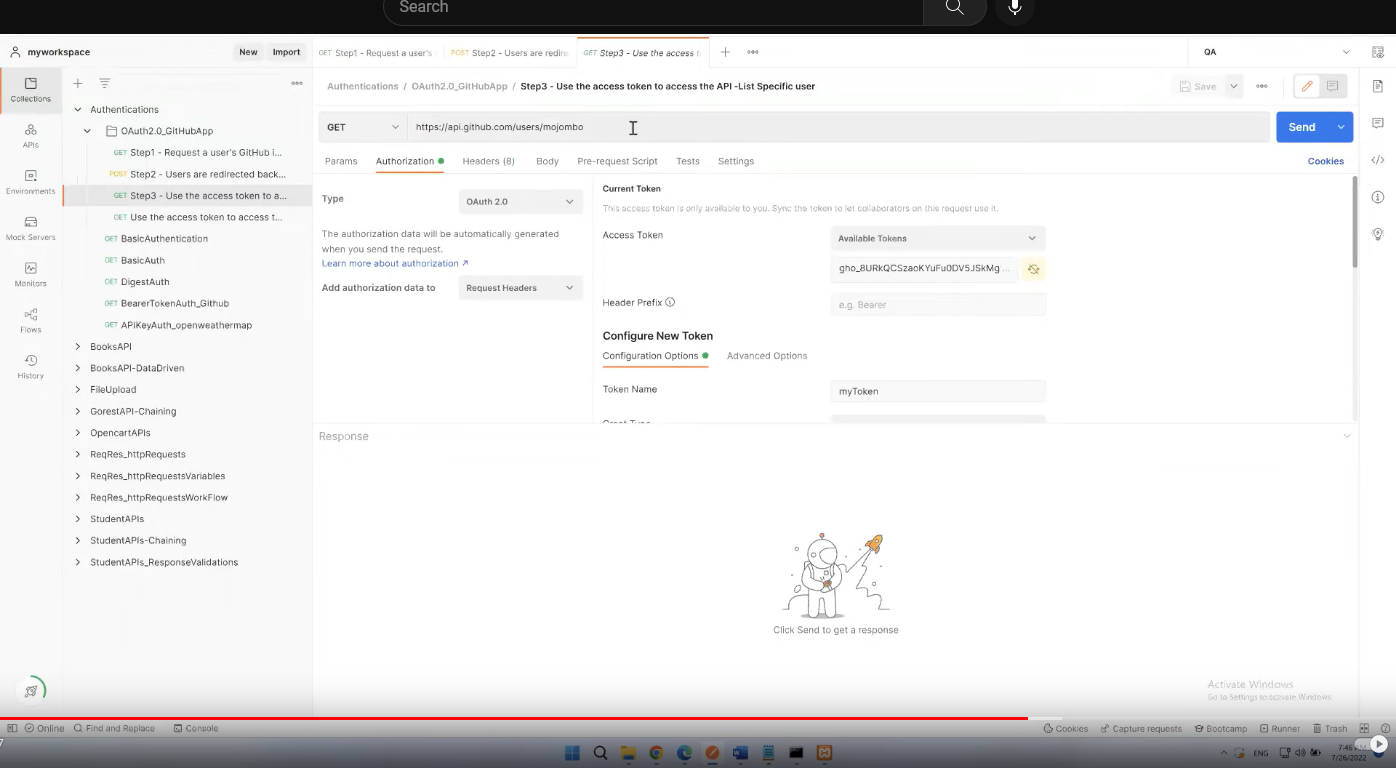 Search
myworkspace
New
Import
GET Step1 - Request a user's
POST Step2 - Users are redire
GET Step3 - Use the access t
QA
Collections
APIs
Environments
Mock Servers
Monitors
Flows
History
Authentications
OAuth2.0_GitHubApp
GET Step1 - Request a user's GitHub i...
POST Step2 - Users are redirected back...
GET Step3 - Use the access token to a...
GET Use the access token to access t...
GET BasicAuthentication
GET BasicAuth
GET DigestAuth
GET BearerTokenAuth_Github
GET APIKeyAuth_openweathermap
BooksAPI
BooksAPI-DataDriven
FileUpload
GorestAPI-Chaining
OpencartAPIs
ReqRes_httpRequests
ReqRes_httpRequestsVariables
ReqRes_httpRequestsWorkFlow
StudentAPIs
StudentAPIs-Chaining
StudentAPIs_ResponseValidations
Authentications / OAuth2.0_GitHubApp / Step3 - Use the access token to access the API -List Specific user
Save
GET
https://api.github.com/users/mojombo
Send
Params
Authorization
Headers (8)
Body
Pre-request Script
Tests
Settings
Cookies
Type
OAuth 2.0
The authorization data will be automatically generated
when you send the request.
Learn more about authorization ↗
Add authorization data to
Request Headers
Current Token
This access token is only available to you. Sync the token to let collaborators on this request use it.
Access Token
Available Tokens
gho_8URkQCSzaoKYuFu0DV5JSkMg ...
Header Prefix
e.g. Bearer
Configure New Token
Configuration Options
Advanced Options
Token Name
myToken
Response
Click Send to get a response
Activate Windows
Go to Settings to activate Windows.
Online
Find and Replace
Console
Cookies
Capture requests
Bootcamp
Runner
Trash
ENG
7/26/2022